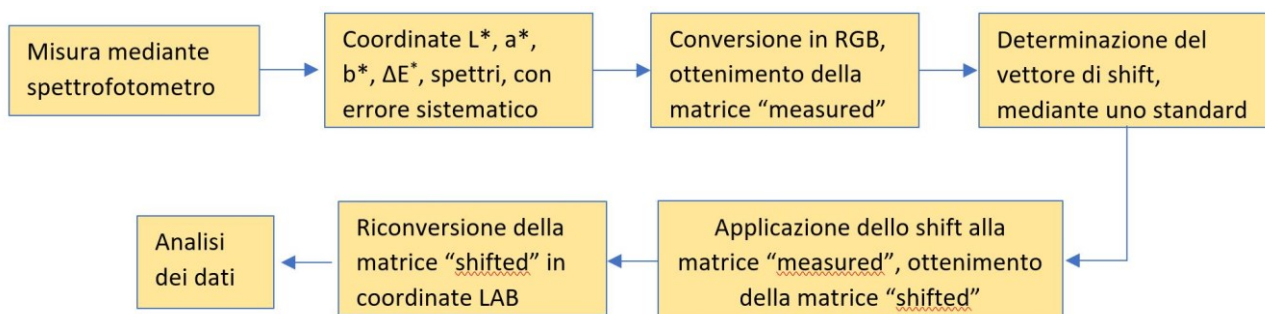 Misura mediante
spettrofotometro
Coordinate L*, a*,
b*, ΔE*, spettri, con
errore sistematico
Conversione in RGB,
ottenimento della
matrice “measured”
Determinazione del
vettore di shift,
mediante uno standard
Applicazione dello shift alla
matrice “measured”, ottenimento
della matrice “shifted”
Riconversione della
matrice “shifted” in
coordinate LAB
Analisi
dei dati